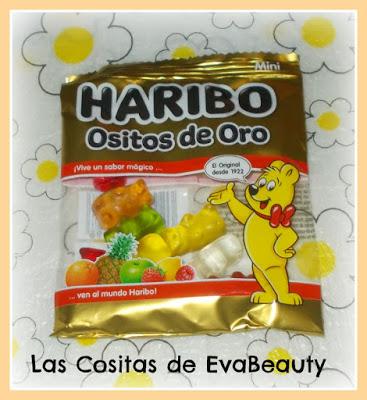 Mini
HARIBO
Ositos de Oro
¡Vive un sabor mágico ...
El Original
desde 1922
... ven al mundo Haribo!
Las Cositas de EvaBeauty